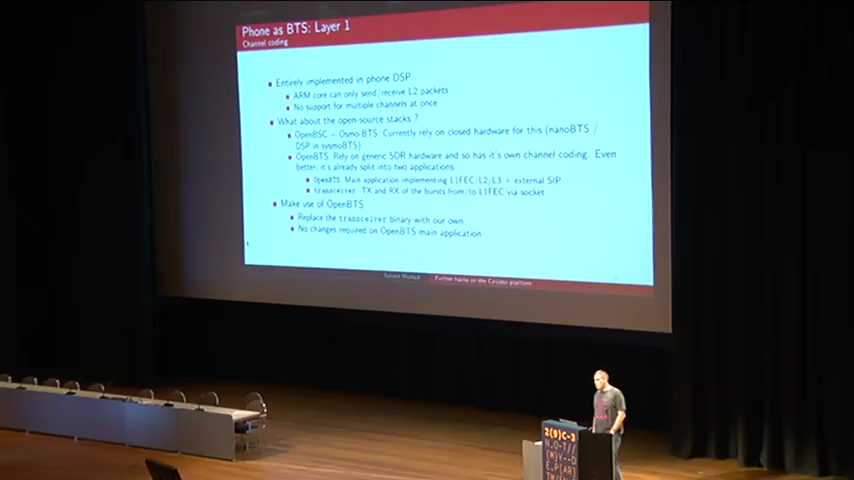 Phone as BTS: Layer 1
Channel coding
Entirely implemented in phone DSP
ARM core can only send/receive L2 packets
No support for multiple channels at once
What about the open-source stacks ?
OpenBSC - Osmo-BTS: Currently rely on closed hardware for this (nanoBTS /
DSP in sysmoBTS)
OpenBTS: Rely on generic SDR hardware and so has it's own channel coding. Even
better, it's already split into two applications
OpenBTS: Main application implementing L1FEC/L2/L3 + external SIP
transceiver: TX and RX of the bursts from/to L1FEC via socket
Make use of OpenBTS
Replace the transceiver binary with our own
No changes required on OpenBTS main application
Sylvain Munaut
Further hacks on the Calypso platform
2(9)C-3
N.O-T//
(M)Y--D
E.P[AR]